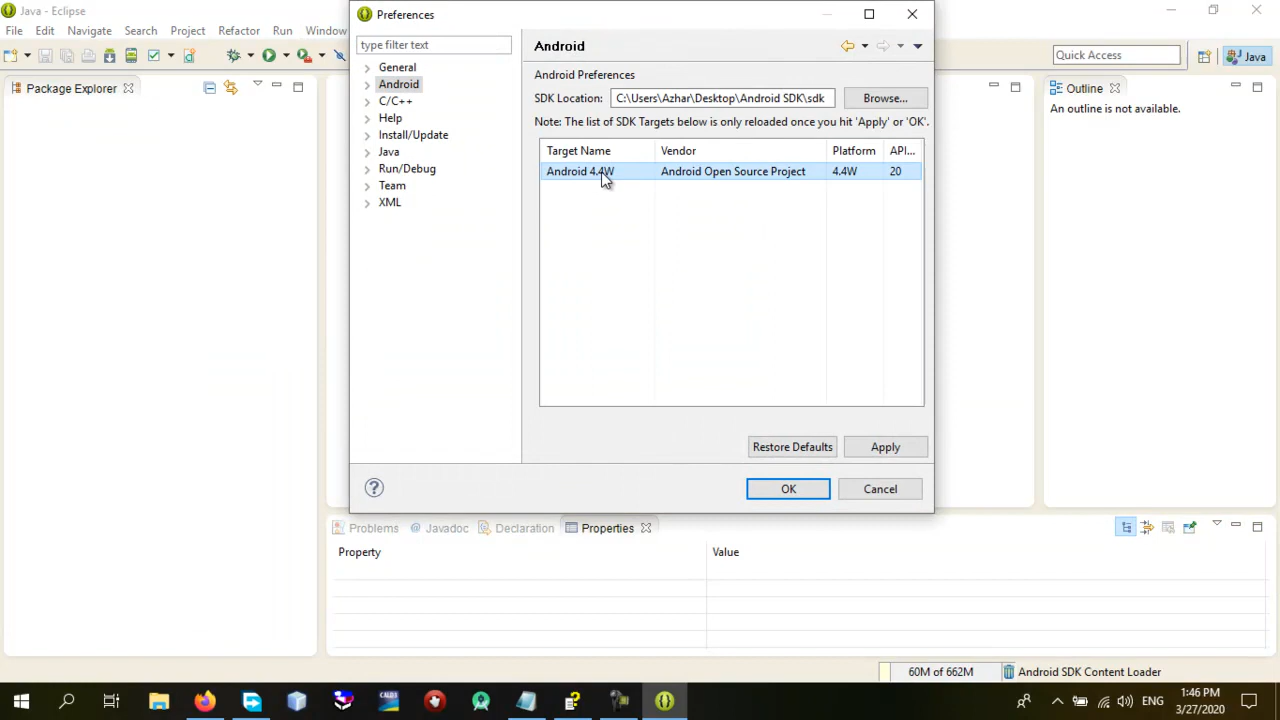 Java - Eclipse
File Edit Navigate Search Project Refactor Run Window
Quick Access
Java
Package Explorer
Preferences
type filter text
General
Android
C/C++
Help
Install/Update
Java
Run/Debug
Team
XML
Android
Android Preferences
SDK Location: C:\Users\Azhar\Desktop\Android SDK\sdk Browse...
Note: The list of SDK Targets below is only reloaded once you hit 'Apply' or 'OK'.
Target Name Vendor Platform API...
Android 4.4W Android Open Source Project 4.4W 20
Restore Defaults Apply
OK Cancel
Outline
An outline is not available.
Problems Javadoc Declaration Properties
Property Value
60M of 662M Android SDK Content Loader
CALD3
ENG
1:46 PM
3/27/2020